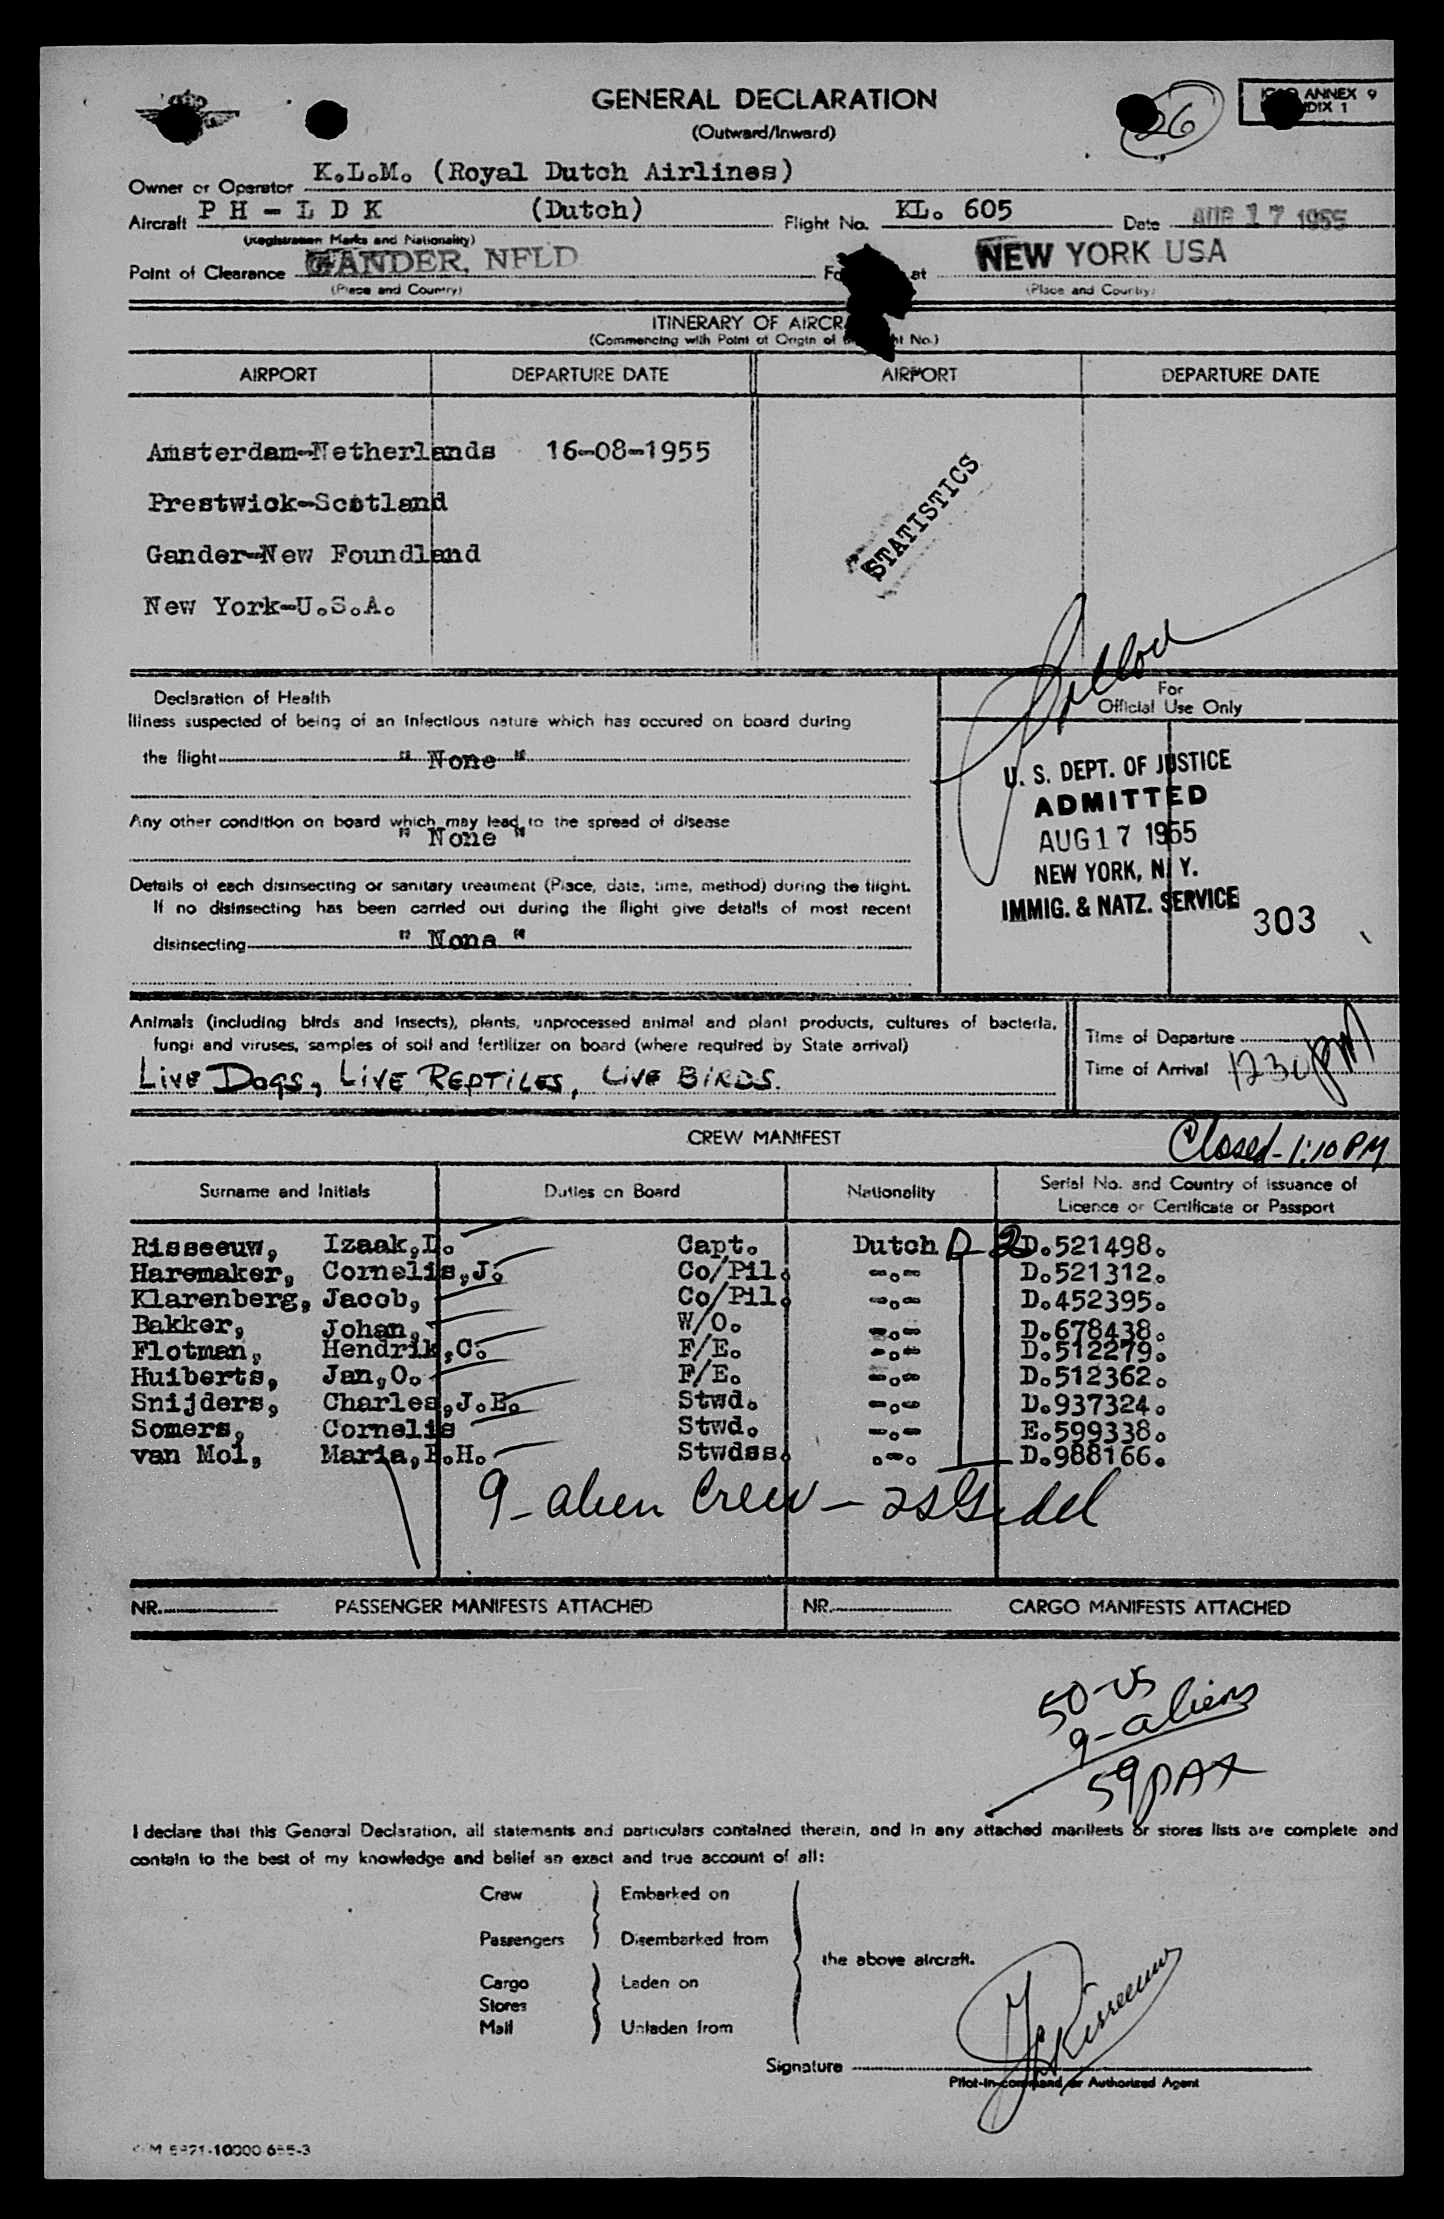 GENERAL DECLARATION
(Outward/Inward)
26
ANNEX 9
DIX 1
Owner or Operator K.L.M. (Royal Dutch Airlines)
Aircraft P H - L D K (Dutch) Flight No. KL. 605 Date AUG 17 1955
(Registration Marks and Nationality)
Point of Clearance GANDER, NFLD at NEW YORK USA
(Place and Country) (Place and Country)
ITINERARY OF AIRCR
(Commencing with Point of Origin of No.)
AIRPORT DEPARTURE DATE AIRPORT DEPARTURE DATE
Amsterdam-Netherlands 16-08-1955
Prestwick-Scotland
Gander-New Foundland
New York-U.S.A.
STATISTICS
Declaration of Health
Illness suspected of being of an infectious nature which has occured on board during
the flight " None "
Any other condition on board which may lead to the spread of disease
" None "
Details of each disinsecting or sanitary treatment (Place, date, time, method) during the flight.
If no disinsecting has been carried out during the flight give details of most recent
disinsecting " None "
For
Official Use Only
U. S. DEPT. OF JUSTICE
ADMITTED
AUG 17 1955
NEW YORK, N. Y.
IMMIG. & NATZ. SERVICE 303
Animals (including birds and insects), plants, unprocessed animal and plant products, cultures of bacteria,
fungi and viruses, samples of soil and fertilizer on board (where required by State arrival)
LIVE DOGS, LIVE REPTILES, LIVE BIRDS.
Time of Departure
Time of Arrival 1230 PM
CREW MANIFEST
Closed - 1:10 PM
Surname and Initials Duties on Board Nationality Serial No. and Country of issuance of
Licence or Certificate or Passport
Risseeuw, Izaak,L. Capt. Dutch D-2 D.521498.
Haremaker, Cornelis,J. Co/Pil. -.- D.521312.
Klarenberg, Jacob, Co/Pil. -.- D.452395.
Bakker, Johan, W/O. -.- D.678438.
Flotman, Hendrik,C. F/E. -.- D.512279.
Huiberts, Jan,O. F/E. -.- D.512362.
Snijders, Charles,J.E. Stwd. -.- D.937324.
Somers, Cornelis Stwd. -.- E.599338.
van Mol, Maria,E.H. Stwdss. .-. D.988166.
9 - alien Crew -
NR. PASSENGER MANIFESTS ATTACHED NR. CARGO MANIFESTS ATTACHED
50-US
9-aliens
59 PAX
I declare that this General Declaration, all statements and particulars contained therein, and in any attached manifests or stores lists are complete and
contain to the best of my knowledge and belief an exact and true account of all:
Crew Embarked on
Passengers Disembarked from
the above aircraft.
Cargo Laden on
Stores
Mail Unladen from
Signature Risseeuw
Pilot-in-command or Authorized Agent